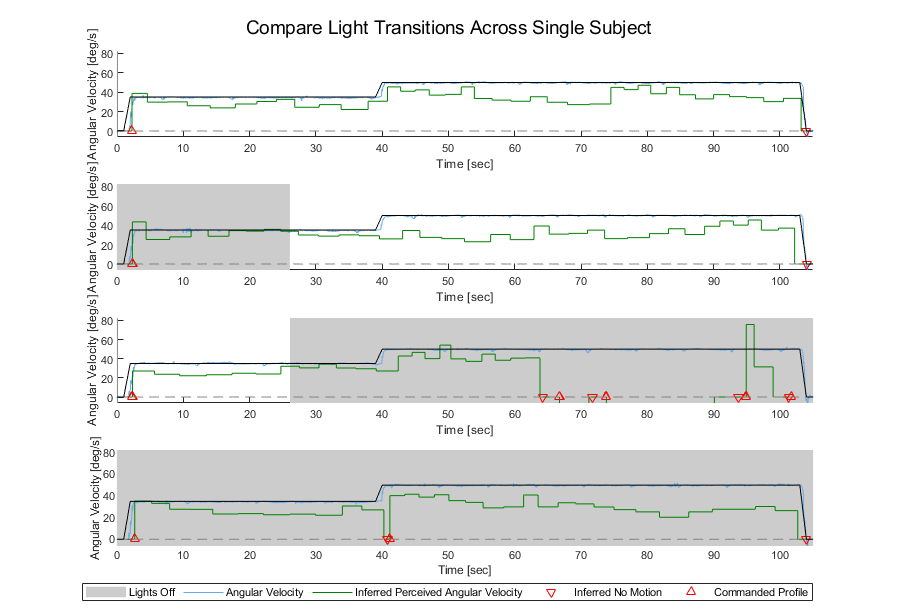 Compare Light Transitions Across Single Subject
Angular Velocity [deg/s]
80
60
40
20
0
0 10 20 30 40 50 60 70 80 90 100
Time [sec]
Angular Velocity [deg/s]
80
60
40
20
0
0 10 20 30 40 50 60 70 80 90 100
Time [sec]
Angular Velocity [deg/s]
80
60
40
20
0
0 10 20 30 40 50 60 70 80 90 100
Time [sec]
Angular Velocity [deg/s]
80
60
40
20
0
0 10 20 30 40 50 60 70 80 90 100
Time [sec]
Lights Off Angular Velocity Inferred Perceived Angular Velocity Inferred No Motion Commanded Profile